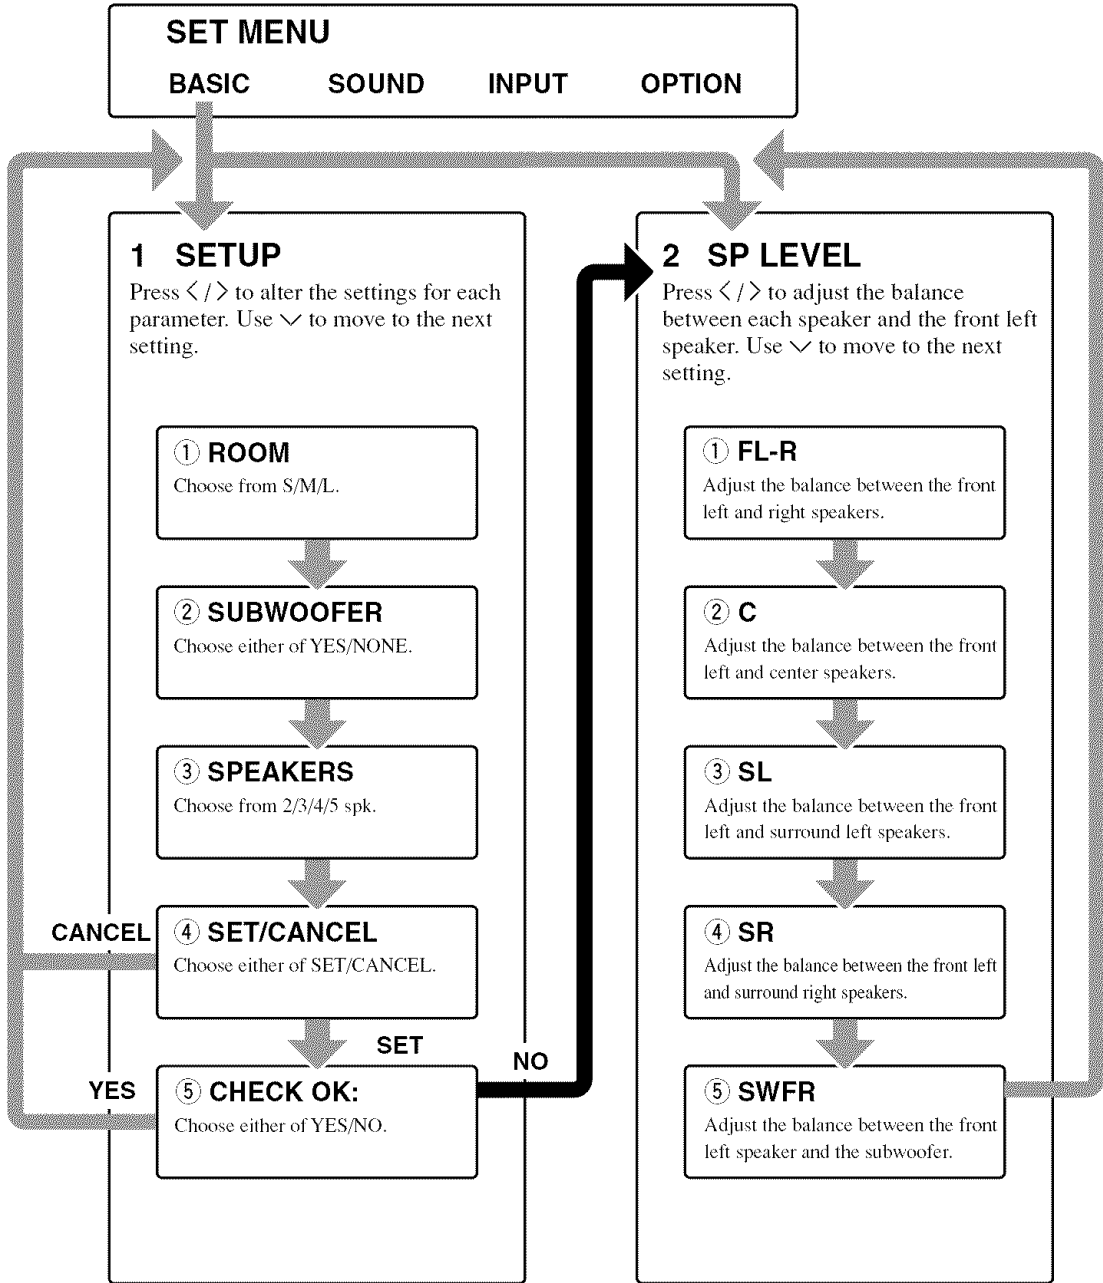 SET MENU
BASIC SOUND INPUT OPTION
1 SETUP
Press < / > to alter the settings for each
parameter. Use ∨ to move to the next
setting.
① ROOM
Choose from S/M/L.
② SUBWOOFER
Choose either of YES/NONE.
③ SPEAKERS
Choose from 2/3/4/5 spk.
CANCEL
④ SET/CANCEL
Choose either of SET/CANCEL.
SET
NO
YES
⑤ CHECK OK:
Choose either of YES/NO.
2 SP LEVEL
Press < / > to adjust the balance
between each speaker and the front left
speaker. Use ∨ to move to the next
setting.
① FL-R
Adjust the balance between the front
left and right speakers.
② C
Adjust the balance between the front
left and center speakers.
③ SL
Adjust the balance between the front
left and surround left speakers.
④ SR
Adjust the balance between the front left
and surround right speakers.
⑤ SWFR
Adjust the balance between the front
left speaker and the subwoofer.